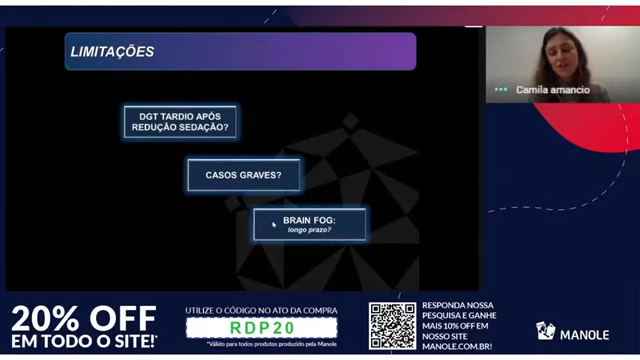 LIMITAÇÕES
DGT TARDIO APÓS
REDUÇÃO SEDAÇÃO?
CASOS GRAVES?
BRAIN FOG:
longo prazo?
Camila amancio
20% OFF
EM TODO O SITE!*
UTILIZE O CÓDIGO NO ATO DA COMPRA
RDP20
*Válido para todos produtos produzido pela Manole
RESPONDA NOSSA
PESQUISA E GANHE
MAIS 10% OFF EM
NOSSO SITE
MANOLE.COM.BR!
MANOLE